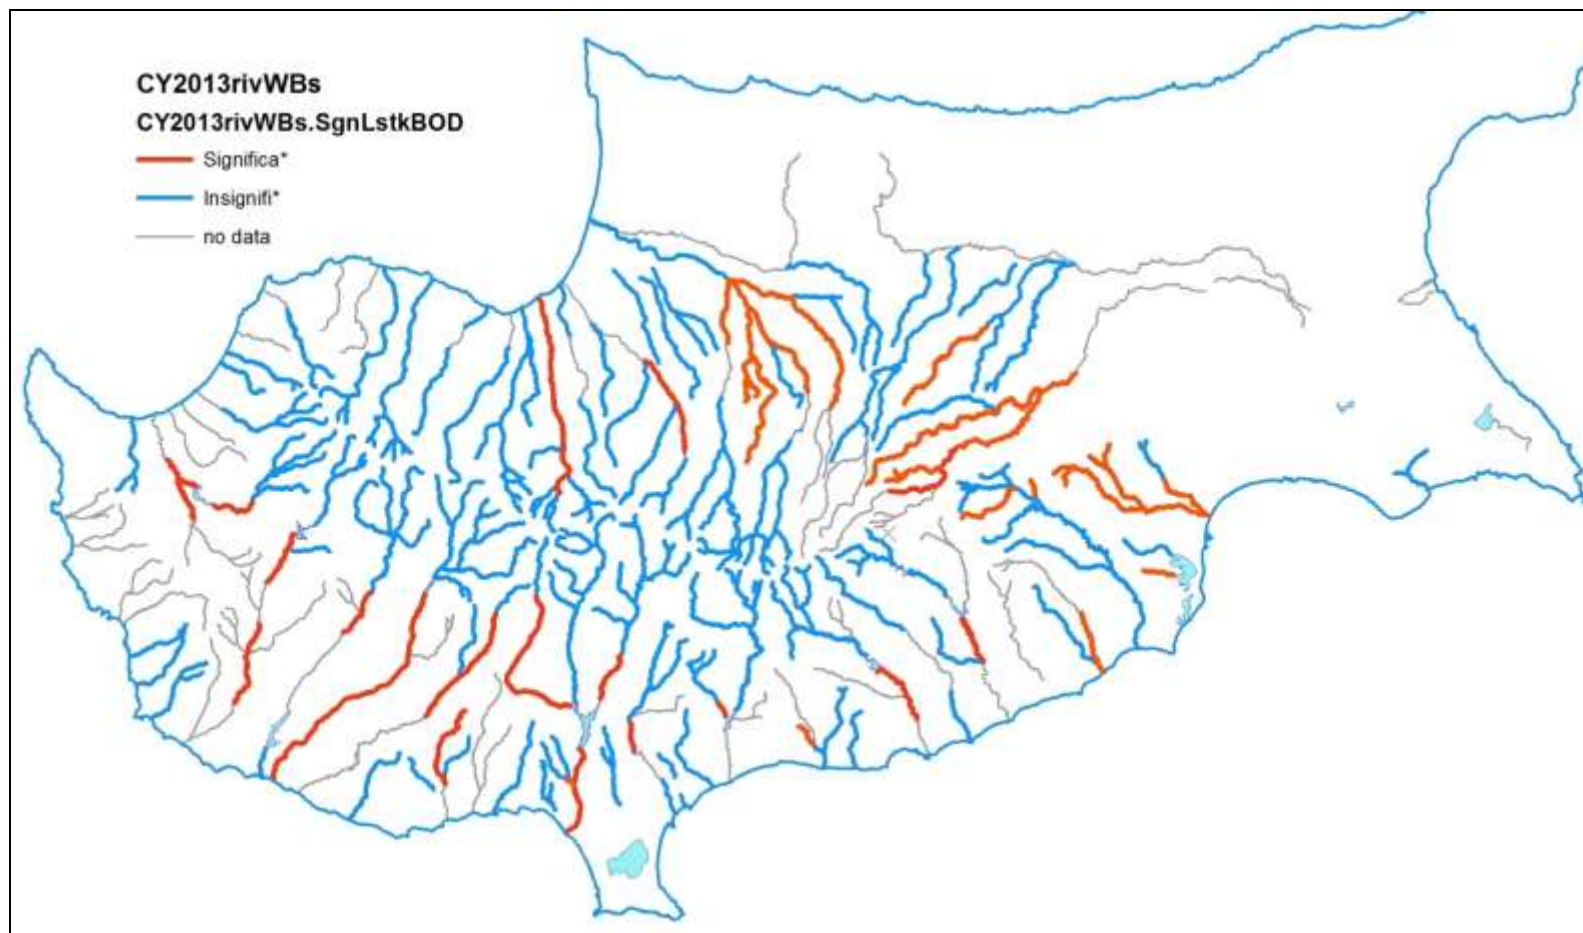 CY2013rivWBs
CY2013rivWBs.SgnLstkBOD
Significa*
Insignifi*
no data